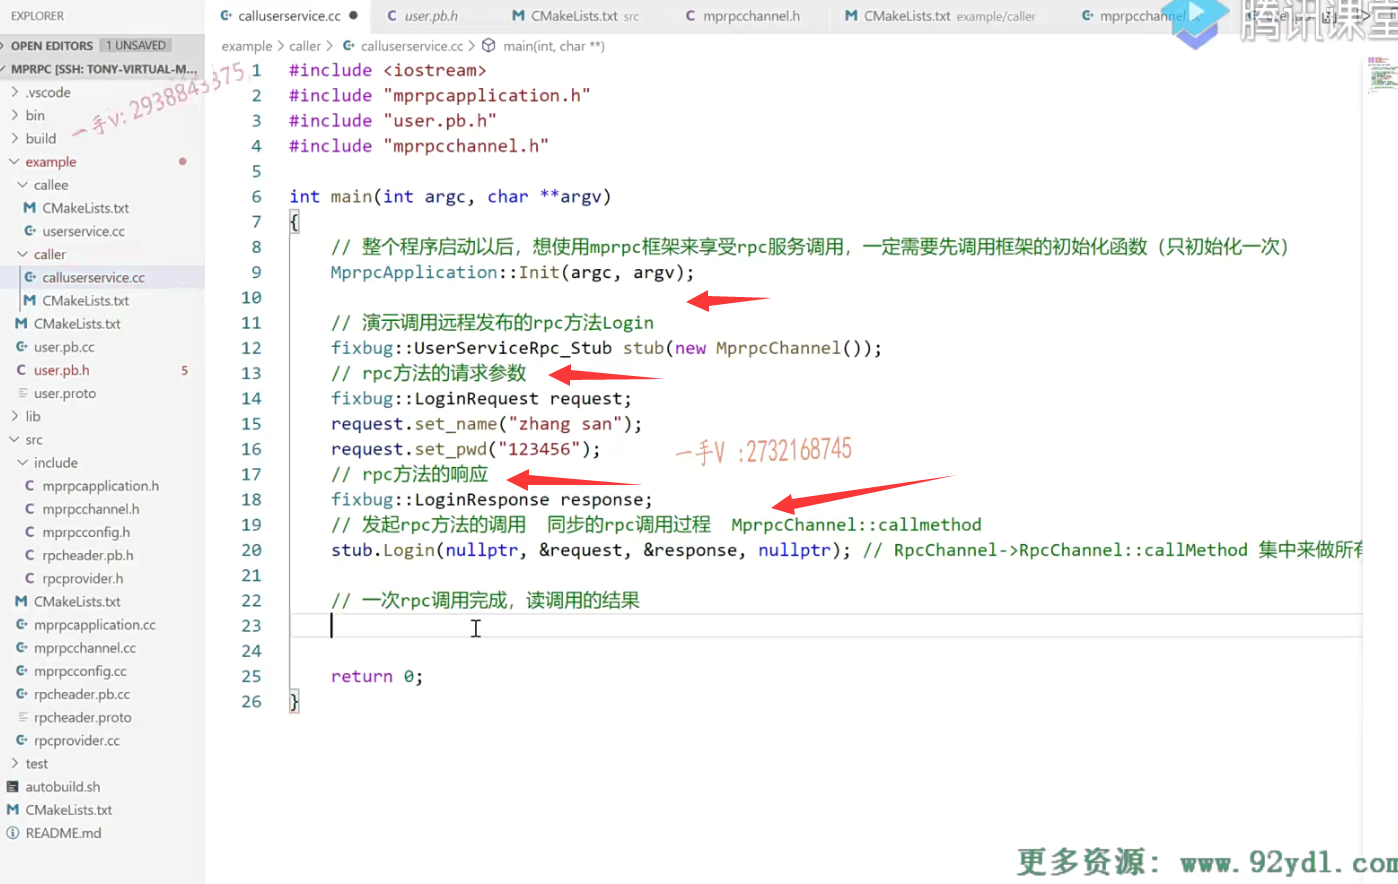 EXPLORER
OPEN EDITORS 1 UNSAVED
MPRPC [SSH: TONY-VIRTUAL-M...
.vscode
bin
build
example
callee
CMakeLists.txt
userservice.cc
caller
calluserservice.cc
CMakeLists.txt
CMakeLists.txt
user.pb.cc
user.pb.h 5
user.proto
lib
src
include
mprpcapplication.h
mprpcchannel.h
mprpcconfig.h
rpcheader.pb.h
rpcprovider.h
CMakeLists.txt
mprpcapplication.cc
mprpcchannel.cc
mprpcconfig.cc
rpcheader.pb.cc
rpcheader.proto
rpcprovider.cc
test
autobuild.sh
CMakeLists.txt
README.md
calluserservice.cc ● user.pb.h CMakeLists.txt src mprpcchannel.h CMakeLists.txt example/caller mprpcchannel.cc
腾讯课堂
example > caller > calluserservice.cc > main(int, char **)
1 #include <iostream>
2 #include "mprpcapplication.h"
3 #include "user.pb.h"
4 #include "mprpcchannel.h"
5
6 int main(int argc, char **argv)
7 {
8 // 整个程序启动以后，想使用mprpc框架来享受rpc服务调用，一定需要先调用框架的初始化函数（只初始化一次）
9 MprpcApplication::Init(argc, argv);
10
11 // 演示调用远程发布的rpc方法Login
12 fixbug::UserServiceRpc_Stub stub(new MprpcChannel());
13 // rpc方法的请求参数
14 fixbug::LoginRequest request;
15 request.set_name("zhang san");
16 request.set_pwd("123456");
17 // rpc方法的响应
18 fixbug::LoginResponse response;
19 // 发起rpc方法的调用 同步的rpc调用过程 MprpcChannel::callmethod
20 stub.Login(nullptr, &request, &response, nullptr); // RpcChannel->RpcChannel::callMethod 集中来做所有
21
22 // 一次rpc调用完成，读调用的结果
23
24
25 return 0;
26 }
一手v: 2938843375
一手V :2732168745
更多资源: www.92ydl.com